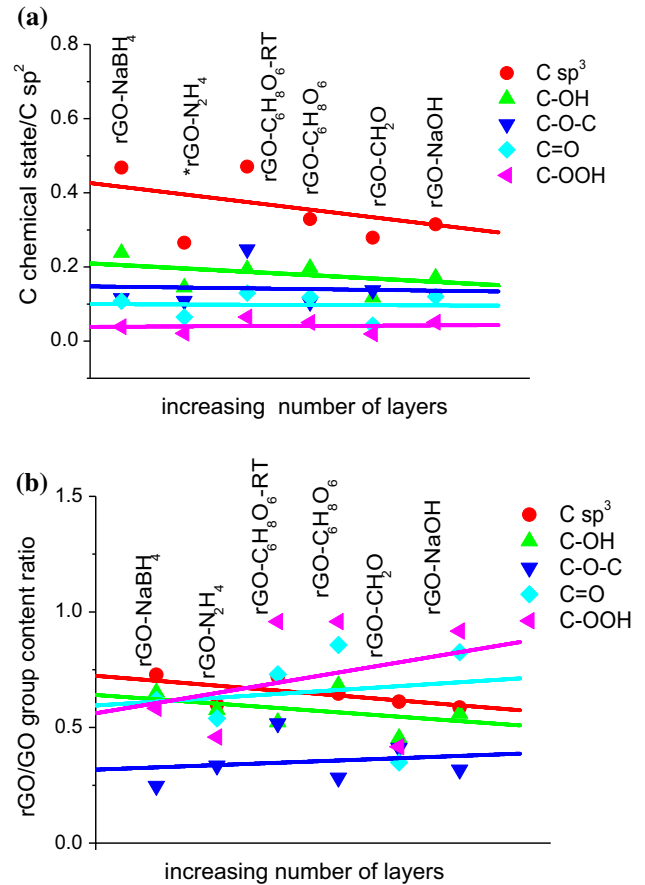 (a)
C chemical state/C sp²
0.8
0.6
0.4
0.2
0.0
rGO-NaBH₄
*rGO-N₂H₄
rGO-C₆H₈O₆-RT
rGO-C₆H₈O₆
rGO-CH₂O
rGO-NaOH
C sp³
C-OH
C-O-C
C=O
C-OOH
increasing number of layers
(b)
rGO/GO group content ratio
1.5
1.0
0.5
0.0
rGO-NaBH₄
rGO-N₂H₄
rGO-C₆H₈O₆-RT
rGO-C₆H₈O₆
rGO-CH₂O
rGO-NaOH
C sp³
C-OH
C-O-C
C=O
C-OOH
increasing number of layers